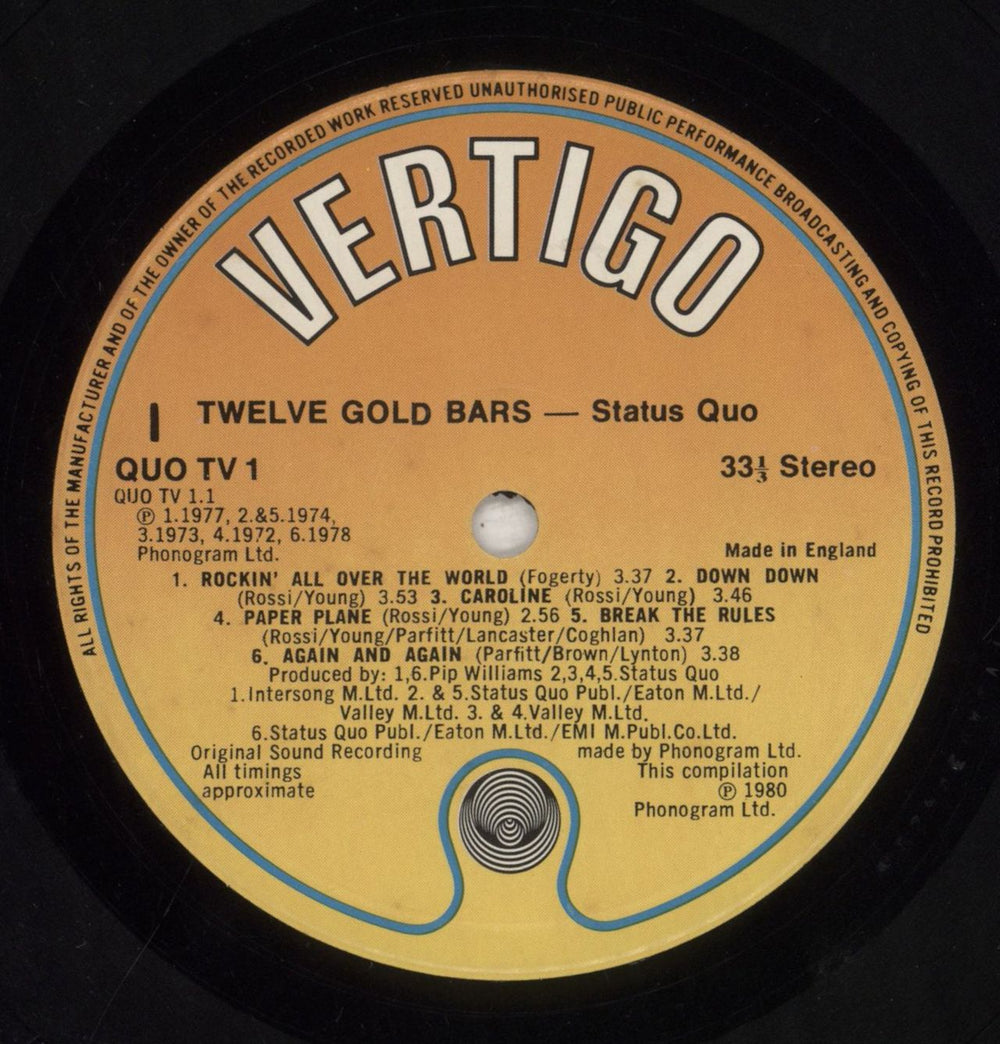 ALL RIGHTS OF THE MANUFACTURER AND OF THE OWNER OF THE RECORDED WORK RESERVED UNAUTHORISED PUBLIC PERFORMANCE BROADCASTING AND COPYING OF THIS RECORD PROHIBITED
VERTIGO
I TWELVE GOLD BARS — Status Quo
QUO TV 1 33⅓ Stereo
QUO TV 1.1
℗ 1.1977, 2.&5.1974,
3.1973, 4.1972, 6.1978
Phonogram Ltd. Made in England
1. ROCKIN' ALL OVER THE WORLD (Fogerty) 3.37 2. DOWN DOWN
(Rossi/Young) 3.53 3. CAROLINE (Rossi/Young) 3.46
4. PAPER PLANE (Rossi/Young) 2.56 5. BREAK THE RULES
(Rossi/Young/Parfitt/Lancaster/Coghlan) 3.37
6. AGAIN AND AGAIN (Parfitt/Brown/Lynton) 3.38
Produced by: 1,6.Pip Williams 2,3,4,5.Status Quo
1.Intersong M.Ltd. 2. & 5.Status Quo Publ./Eaton M.Ltd./
Valley M.Ltd. 3. & 4.Valley M.Ltd.
6.Status Quo Publ./Eaton M.Ltd./EMI M.Publ.Co.Ltd.
Original Sound Recording made by Phonogram Ltd.
All timings This compilation
approximate ℗ 1980
Phonogram Ltd.